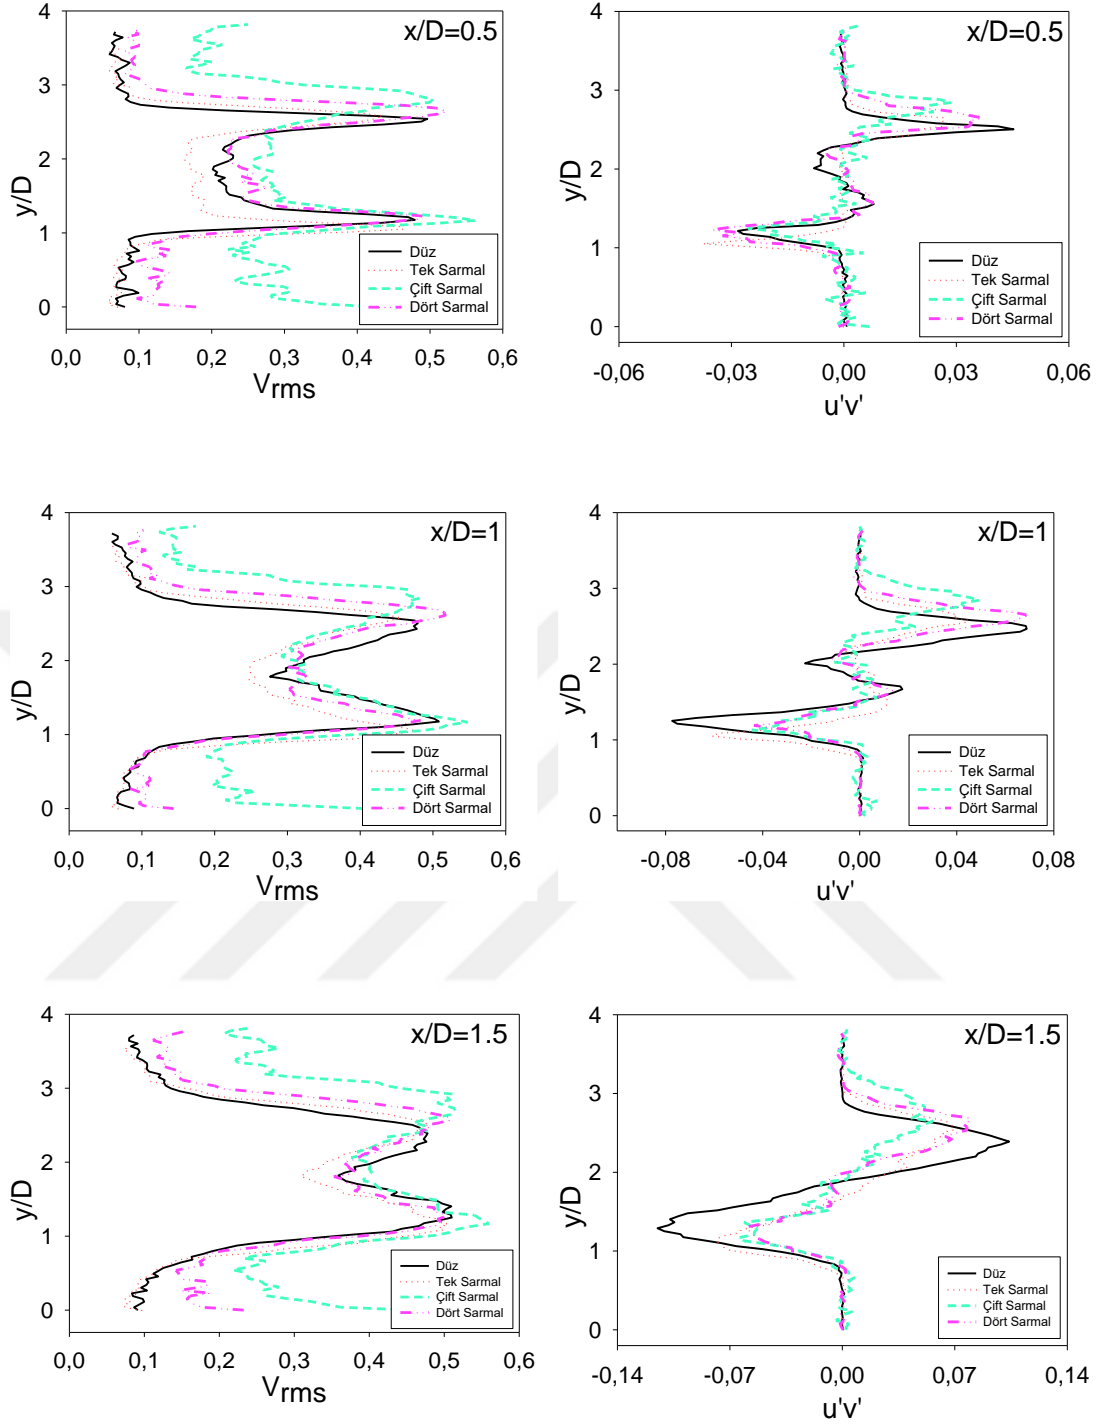 4
3
2
1
0
y/D
x/D=0.5
Düz
Tek Sarmal
Çift Sarmal
Dört Sarmal
0,0 0,1 0,2 0,3 0,4 0,5 0,6
Vrms
4
3
2
1
0
y/D
x/D=0.5
Düz
Tek Sarmal
Çift Sarmal
Dört Sarmal
-0,06 -0,03 0,00 0,03 0,06
u'v'
4
3
2
1
0
y/D
x/D=1
Düz
Tek Sarmal
Çift Sarmal
Dört Sarmal
0,0 0,1 0,2 0,3 0,4 0,5 0,6
Vrms
4
3
2
1
0
y/D
x/D=1
Düz
Tek Sarmal
Çift Sarmal
Dört Sarmal
-0,08 -0,04 0,00 0,04 0,08
u'v'
4
3
2
1
0
y/D
x/D=1.5
Düz
Tek Sarmal
Çift Sarmal
Dört Sarmal
0,0 0,1 0,2 0,3 0,4 0,5 0,6
Vrms
4
3
2
1
0
y/D
x/D=1.5
Düz
Tek Sarmal
Çift Sarmal
Dört Sarmal
-0,14 -0,07 0,00 0,07 0,14
u'v'